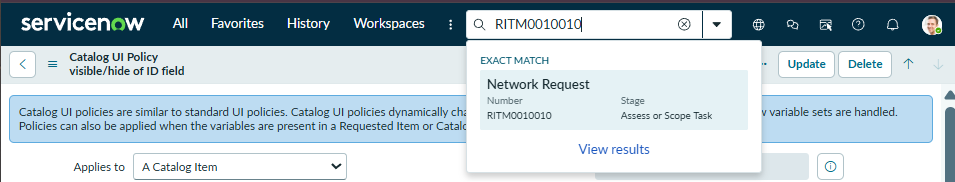 servicenow All Favorites History Workspaces RITM0010010
Catalog UI Policy
visible/hide of ID field
Update Delete
EXACT MATCH
Network Request
Number Stage
RITM0010010 Assess or Scope Task
View results
Catalog UI policies are similar to standard UI policies. Catalog UI policies dynamically cha w variable sets are handled.
Policies can also be applied when the variables are present in a Requested Item or Catalo
Applies to A Catalog Item